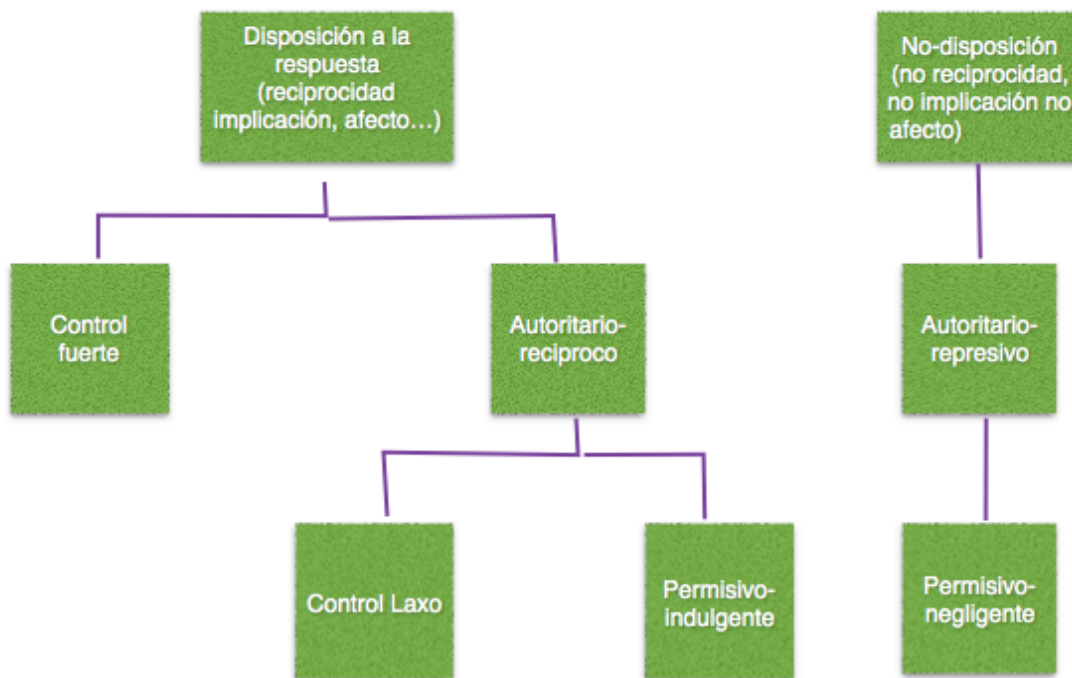 Disposición a la
respuesta
(reciprocidad
implicación, afecto...)
No-disposición
(no reciprocidad,
no implicación no
afecto)
Control
fuerte
Autoritario-
reciproco
Autoritario-
represivo
Control Laxo
Permisivo-
indulgente
Permisivo-
negligente